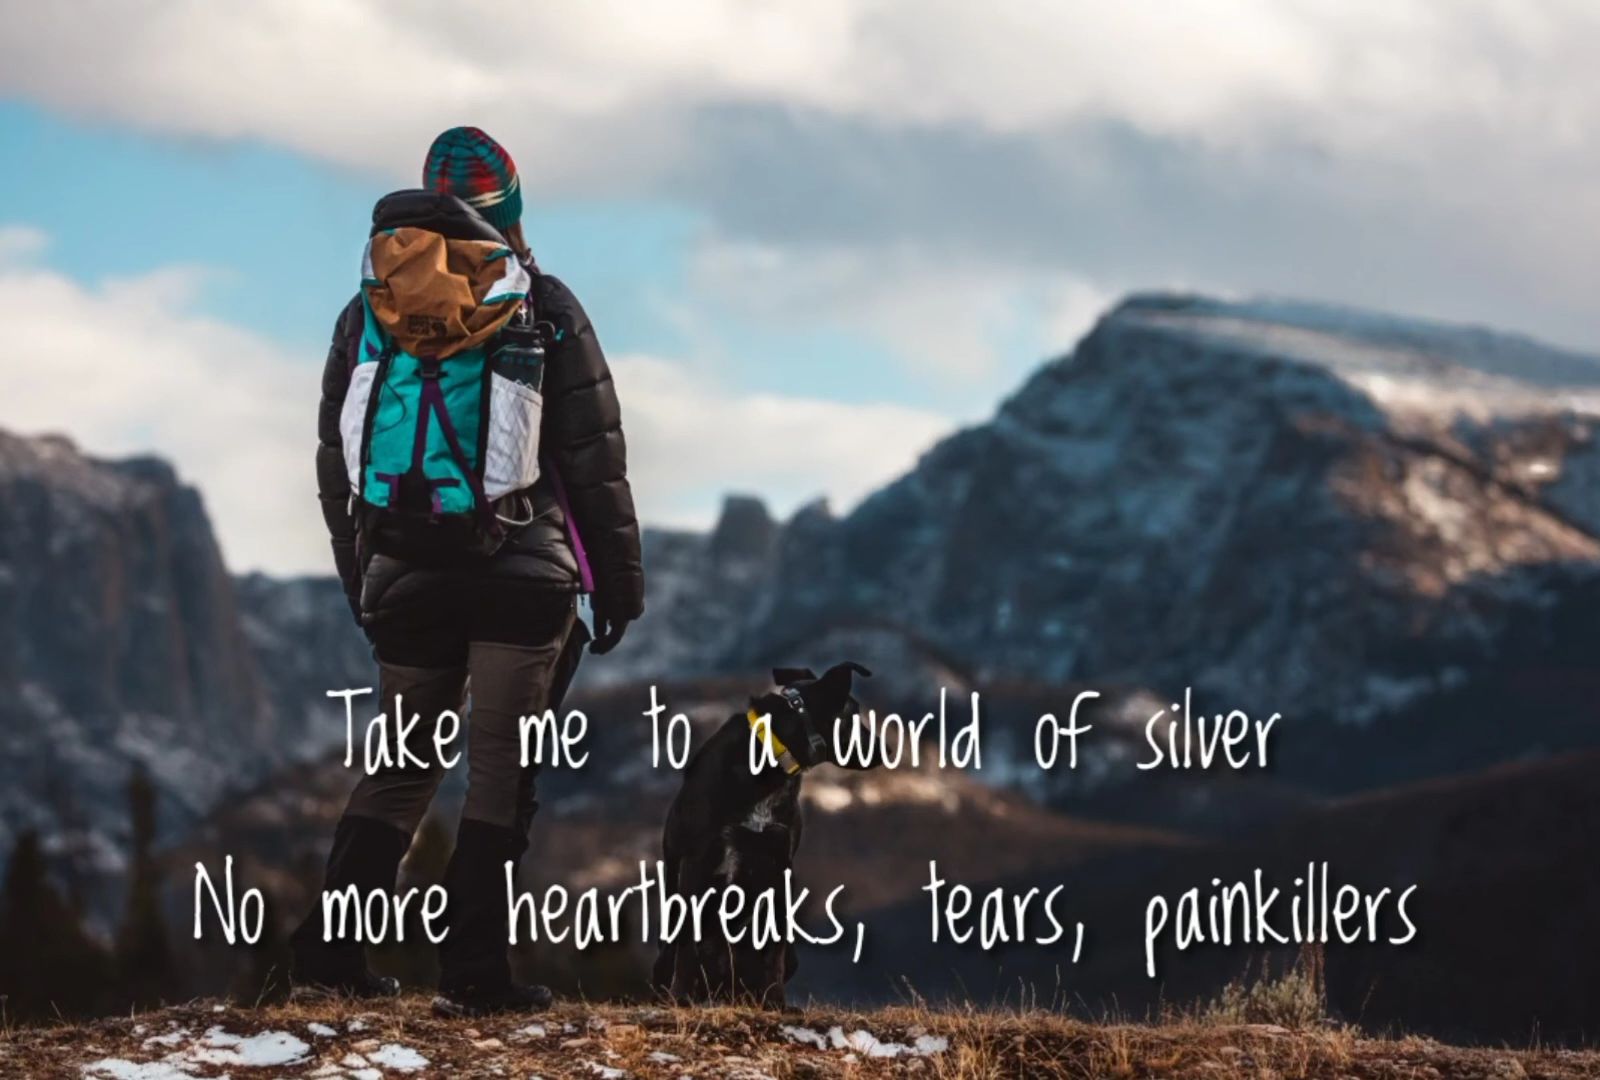 Take me to a world of silver
No more heartbreaks, tears, painkillers